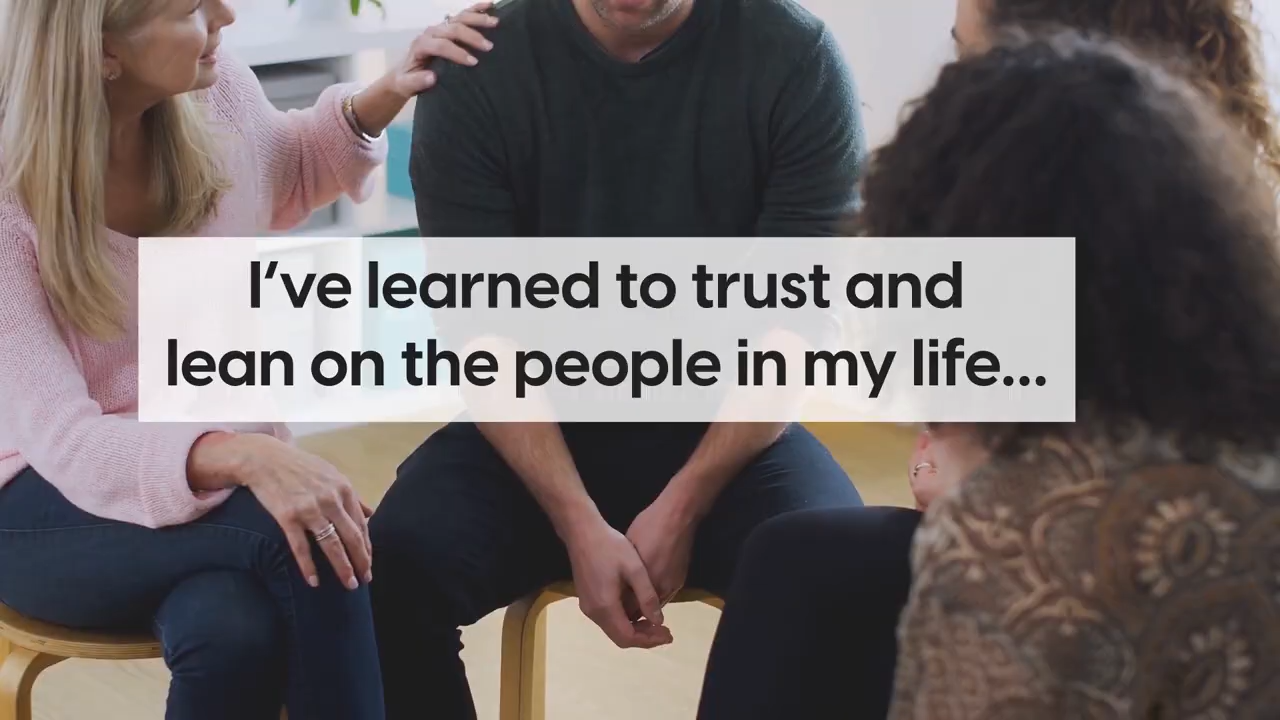 I’ve learned to trust and
lean on the people in my life...